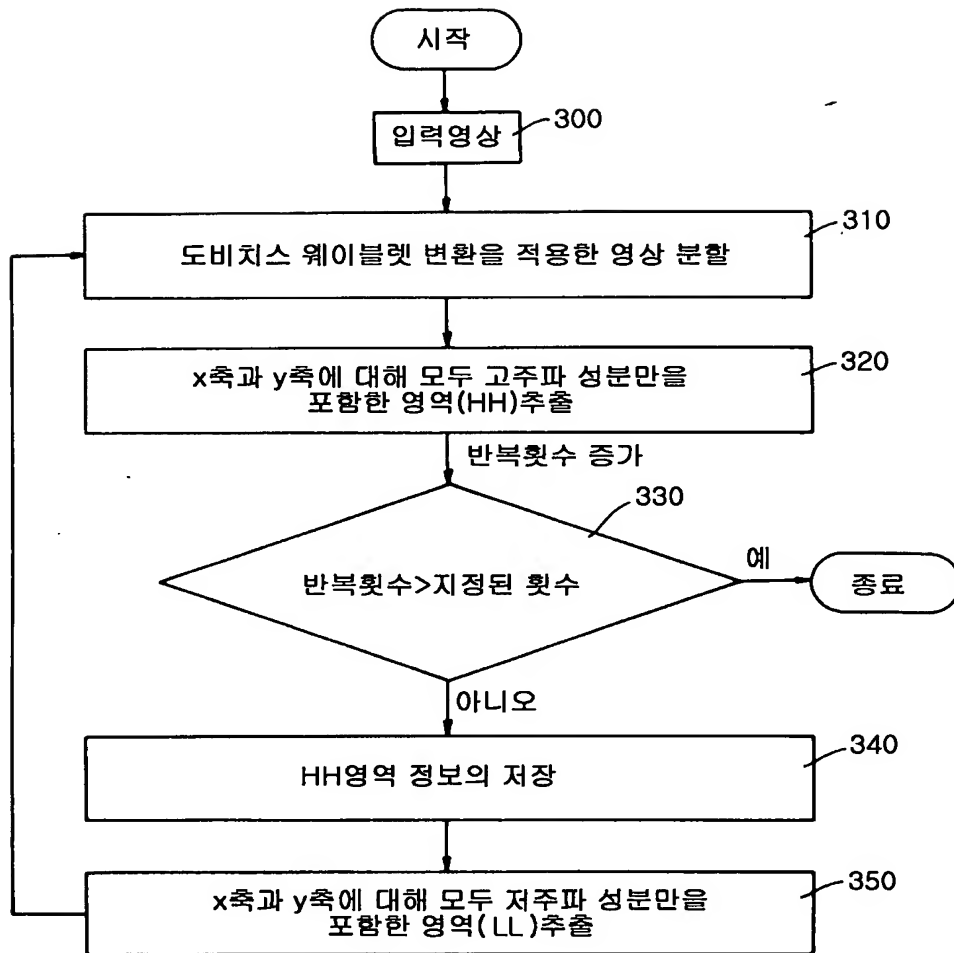 시작
300
입력영상
310
도비치스 웨이블렛 변환을 적용한 영상 분할
320
x축과 y축에 대해 모두 고주파 성분만을
포함한 영역(HH)추출
반복횟수 증가
330
반복횟수>지정된 횟수
예
종료
아니오
340
HH영역 정보의 저장
350
x축과 y축에 대해 모두 저주파 성분만을
포함한 영역(LL)추출